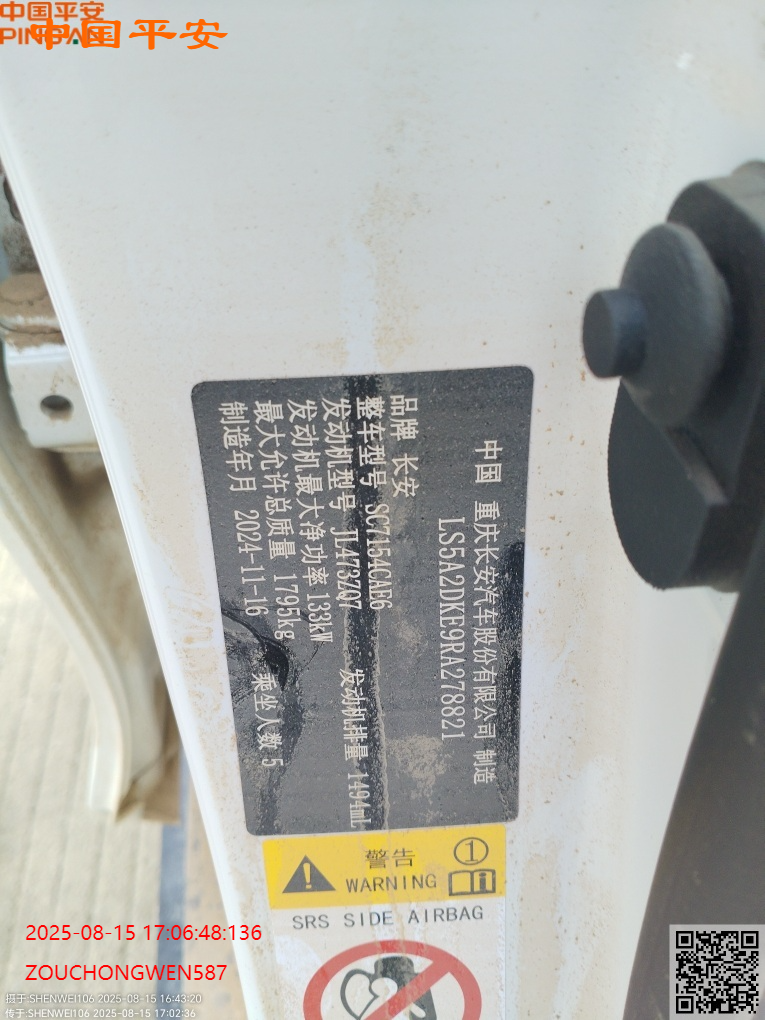 中国平安
PINGAN
中国平安
中国 重庆长安汽车股份有限公司 制造
LS5A2DKE9RA278821
品牌 长安
整车型号 SC7154CAE6
发动机型号 JL473ZQ7 发动机排量 1494mL
发动机最大净功率 133kW
最大允许总质量 1795kg 乘坐人数 5
制造年月 2024-11-16
警告 ①
WARNING
SRS SIDE AIRBAG
2025-08-15 17:06:48:136
ZOUCHONGWEN587
摄于:SHENWEI106 2025-08-15 16:43:20
传于:SHENWEI106 2025-08-15 17:02:36